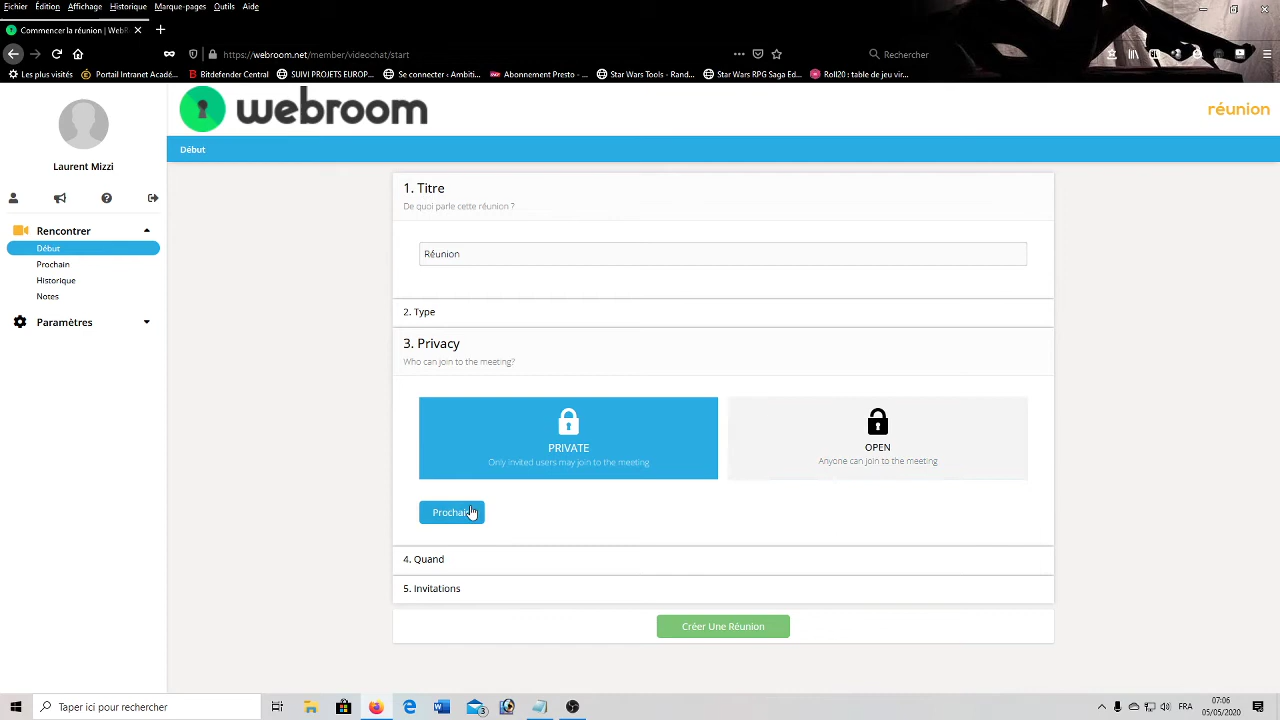 Fichier Édition Affichage Historique Marque-pages Outils Aide
Commencer la réunion | WebR
https://webroom.net/member/videochat/start
Rechercher
Les plus visités Portail Intranet Acadé... Bitdefender Central SUIVI PROJETS EUROP... Se connecter ‹ Ambiti... Abonnement Presto - ... Star Wars Tools - Rand... Star Wars RPG Saga Ed... Roll20 : table de jeu vir...
webroom
réunion
Début
Laurent Mizzi
Rencontrer
Début
Prochain
Historique
Notes
Paramètres
1. Titre
De quoi parle cette réunion ?
Réunion
2. Type
3. Privacy
Who can join to the meeting?
PRIVATE
Only invited users may join to the meeting
OPEN
Anyone can join to the meeting
Prochain
4. Quand
5. Invitations
Créer Une Réunion
Taper ici pour rechercher
3
FRA
07:06
05/05/2020